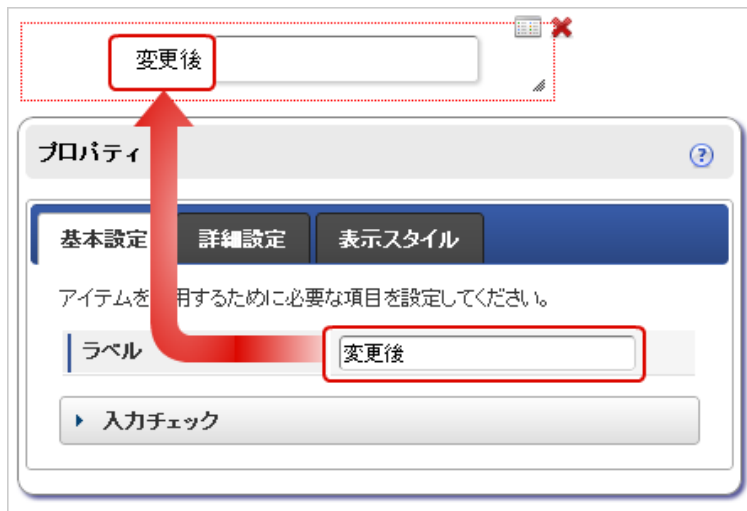 変更後
プロパティ
?
基本設定 詳細設定 表示スタイル
アイテムを 用するために必要な項目を設定してください。
ラベル 変更後
入力チェック